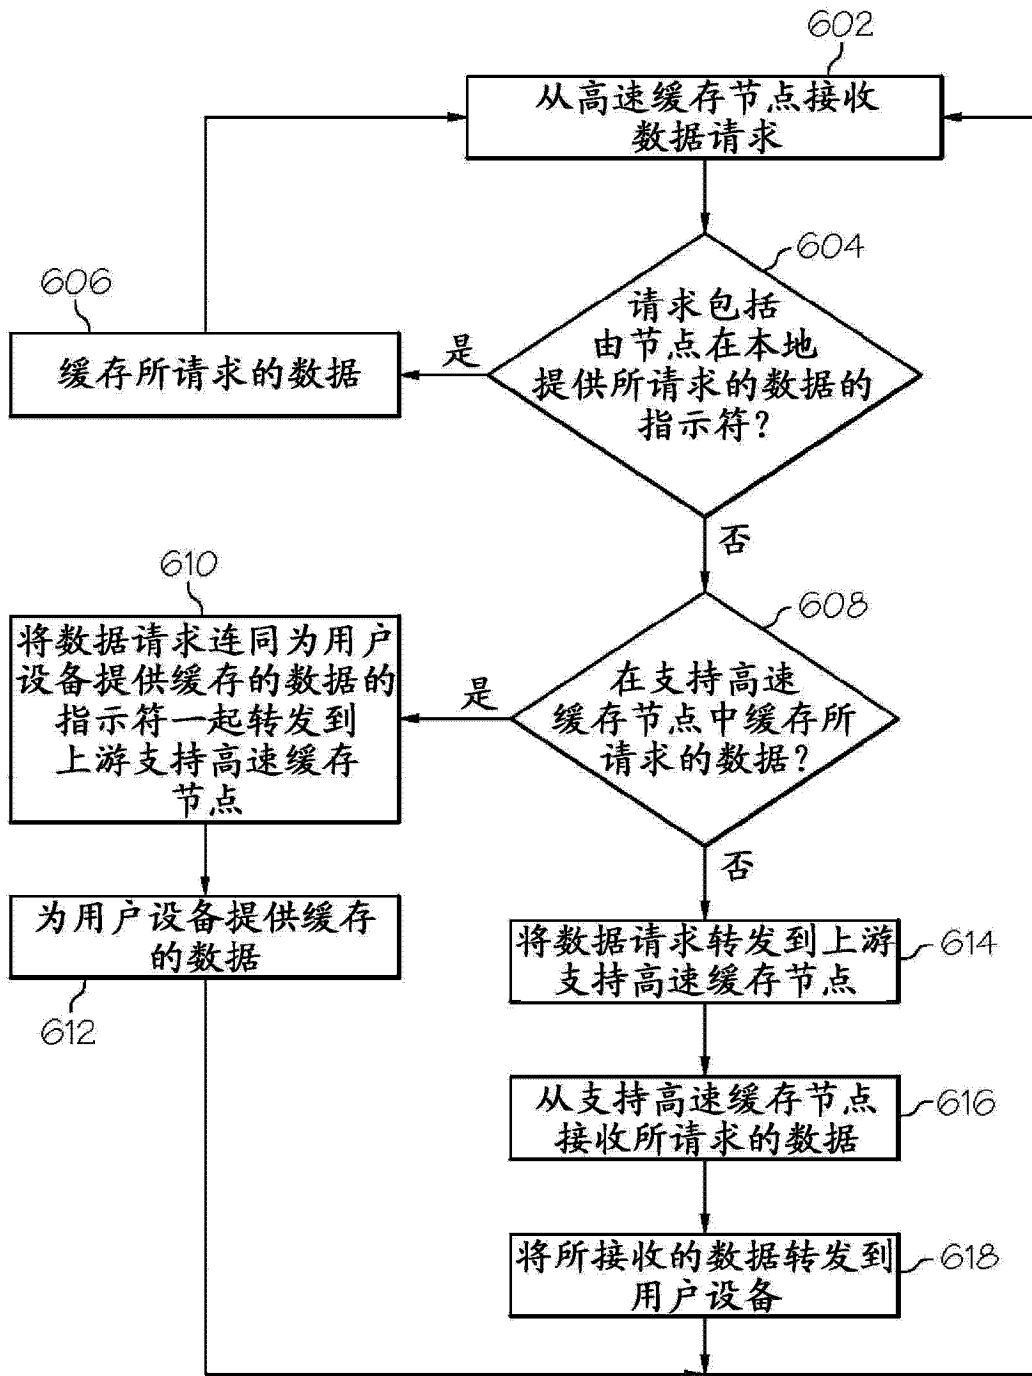 602
从高速缓存节点接收
数据请求
604
请求包括
由节点在本地
提供所请求的数据的
指示符?
是
606
缓存所请求的数据
否
608
在支持高速
缓存节点中缓存所
请求的数据?
是
610
将数据请求连同为用户
设备提供缓存的数据的
指示符一起转发到
上游支持高速缓存
节点
为用户设备提供缓存
的数据
612
否
将数据请求转发到上游
支持高速缓存节点
614
从支持高速缓存节点
接收所请求的数据
616
将所接收的数据转发到
用户设备
618